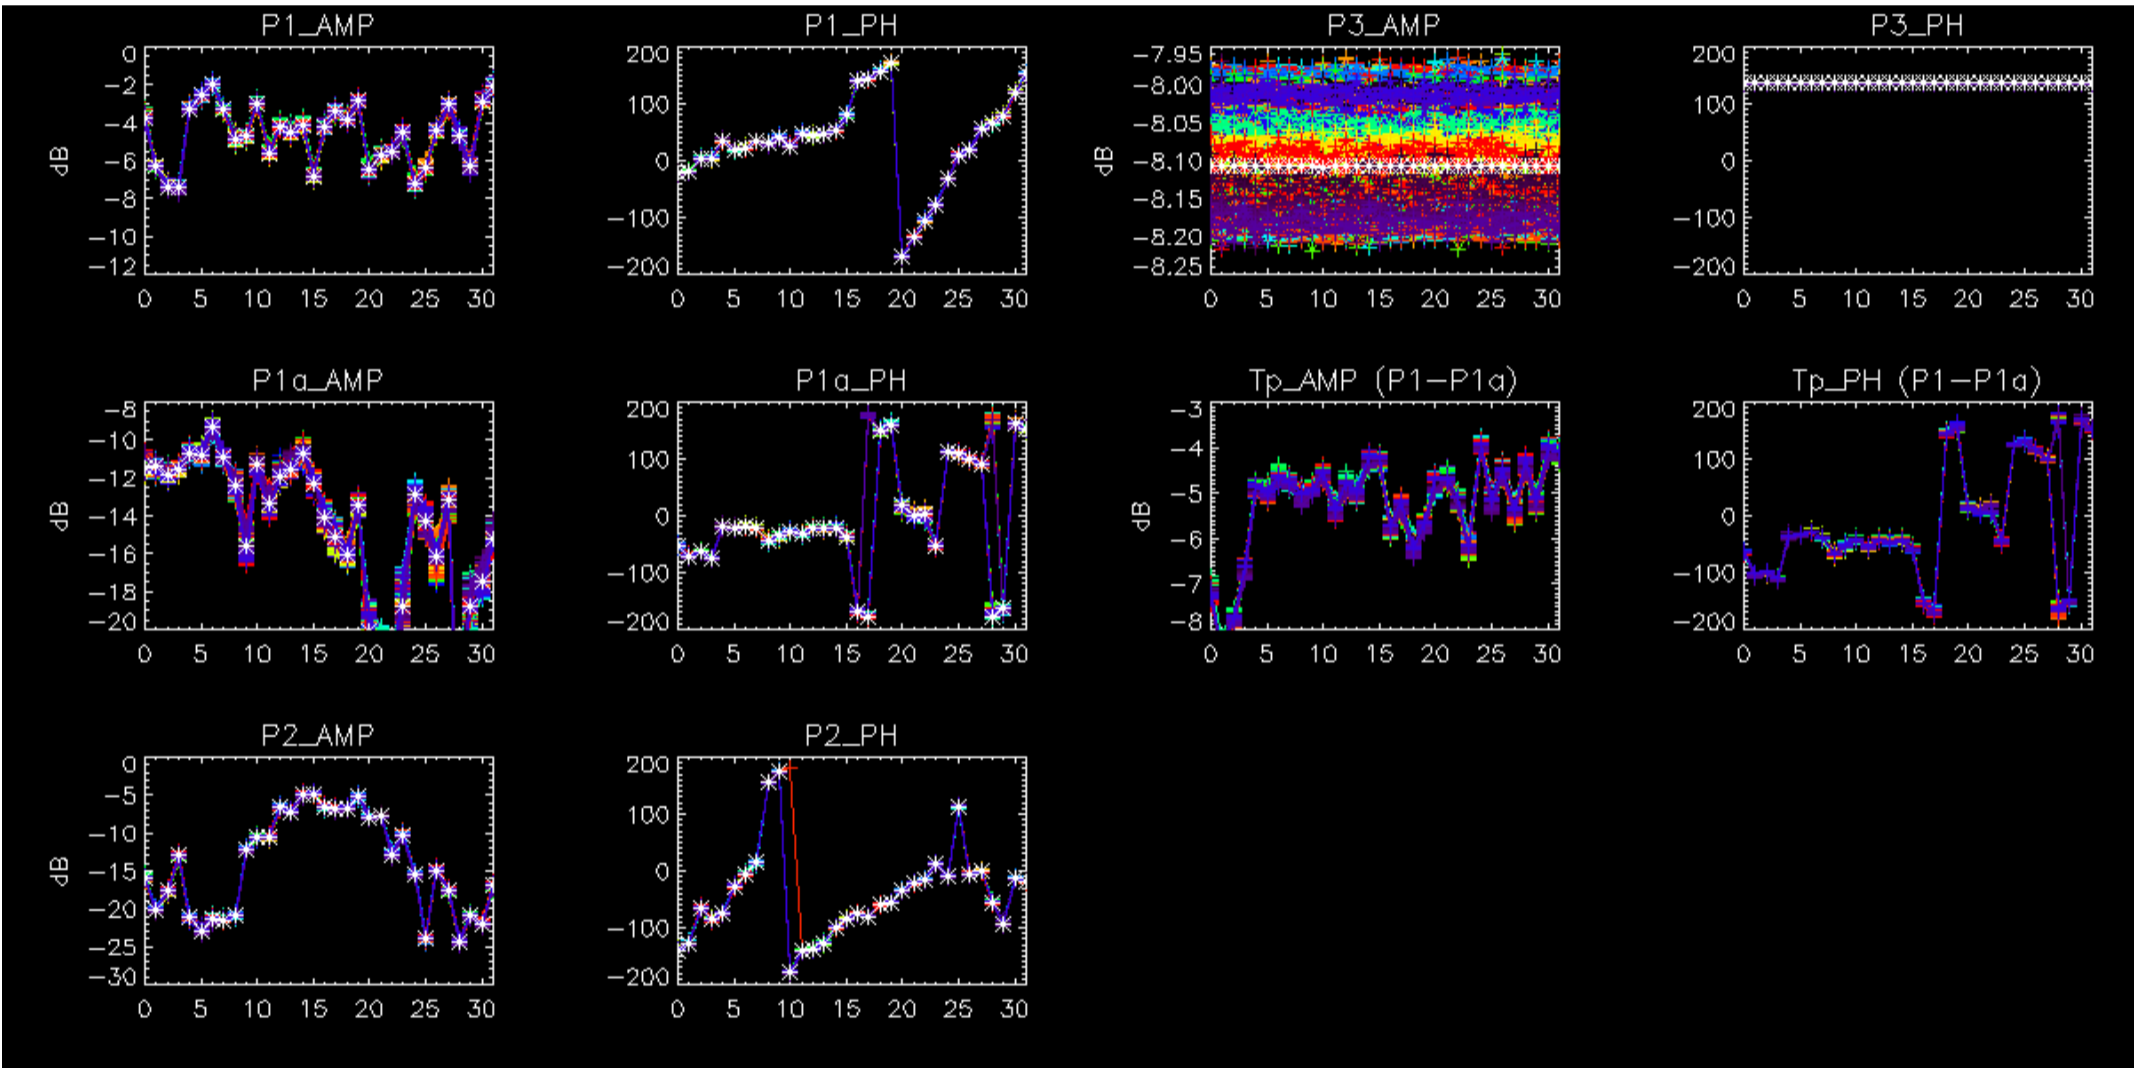 P1_AMP
P1_PH
P3_AMP
P3_PH
0
-2
-4
-6
-8
-10
-12
dB
0 5 10 15 20 25 30
200
100
0
-100
-200
0 5 10 15 20 25 30
-7.95
-8.00
-8.05
-8.10
-8.15
-8.20
-8.25
dB
0 5 10 15 20 25 30
200
100
0
-100
-200
0 5 10 15 20 25 30
P1a_AMP
P1a_PH
Tp_AMP (P1-P1a)
Tp_PH (P1-P1a)
-8
-10
-12
-14
-16
-18
-20
dB
0 5 10 15 20 25 30
200
100
0
-100
-200
0 5 10 15 20 25 30
-3
-4
-5
-6
-7
-8
dB
0 5 10 15 20 25 30
200
100
0
-100
-200
0 5 10 15 20 25 30
P2_AMP
P2_PH
0
-5
-10
-15
-20
-25
-30
dB
0 5 10 15 20 25 30
200
100
0
-100
-200
0 5 10 15 20 25 30